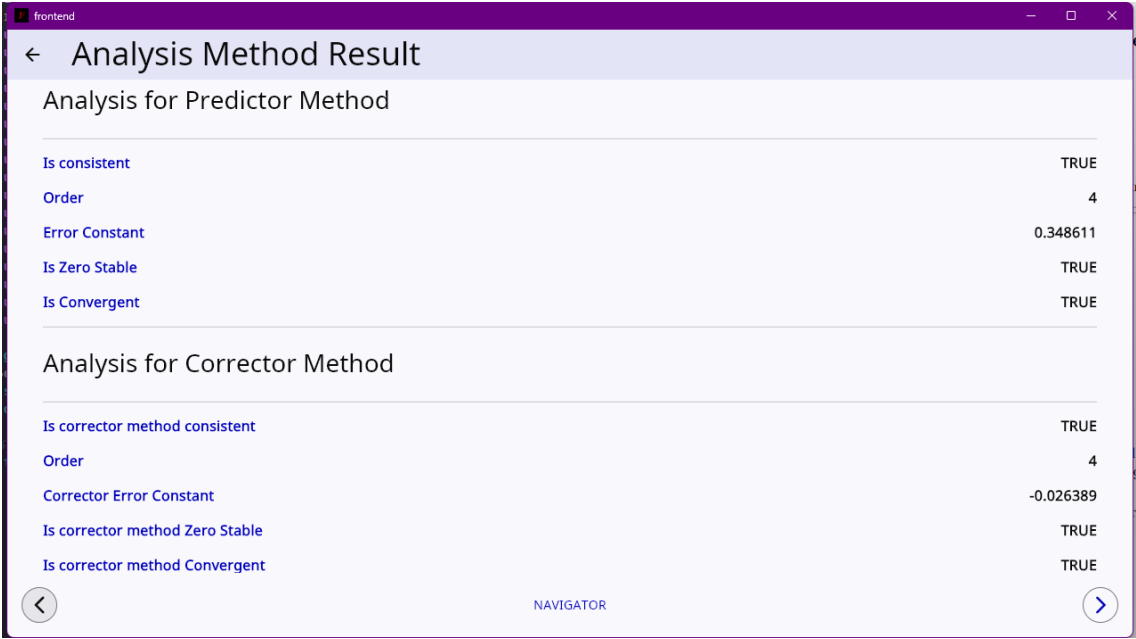 frontend
Analysis Method Result
Analysis for Predictor Method
Is consistent TRUE
Order 4
Error Constant 0.348611
Is Zero Stable TRUE
Is Convergent TRUE
Analysis for Corrector Method
Is corrector method consistent TRUE
Order 4
Corrector Error Constant -0.026389
Is corrector method Zero Stable TRUE
Is corrector method Convergent TRUE
NAVIGATOR